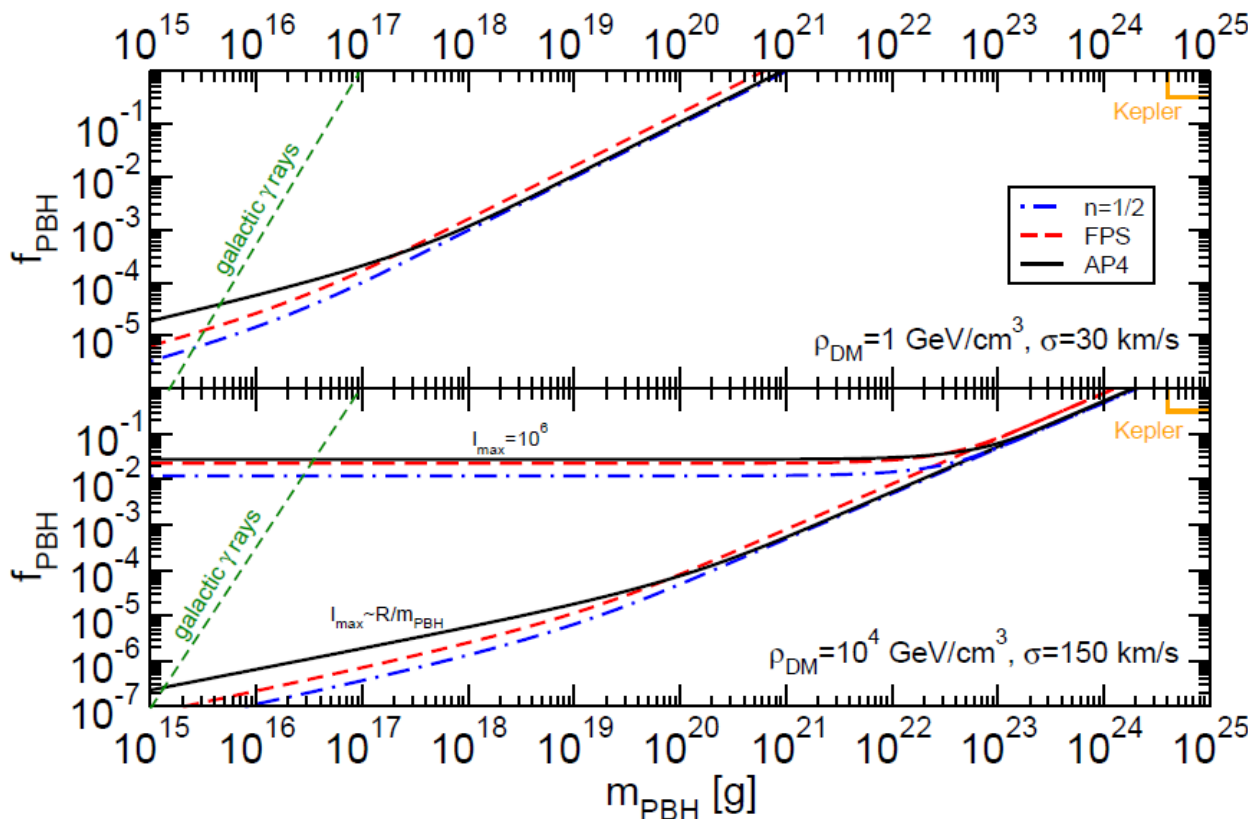 10^15 10^16 10^17 10^18 10^19 10^20 10^21 10^22 10^23 10^24 10^25
10^-1
10^-2
10^-3
10^-4
10^-5
f_PBH
galactic γ rays
Kepler
n=1/2
FPS
AP4
ρ_DM=1 GeV/cm^3, σ=30 km/s
10^-1
10^-2
10^-3
10^-4
10^-5
10^-6
10^-7
f_PBH
galactic γ rays
l_max=10^6
Kepler
l_max~R/m_PBH
ρ_DM=10^4 GeV/cm^3, σ=150 km/s
10^15 10^16 10^17 10^18 10^19 10^20 10^21 10^22 10^23 10^24 10^25
m_PBH [g]